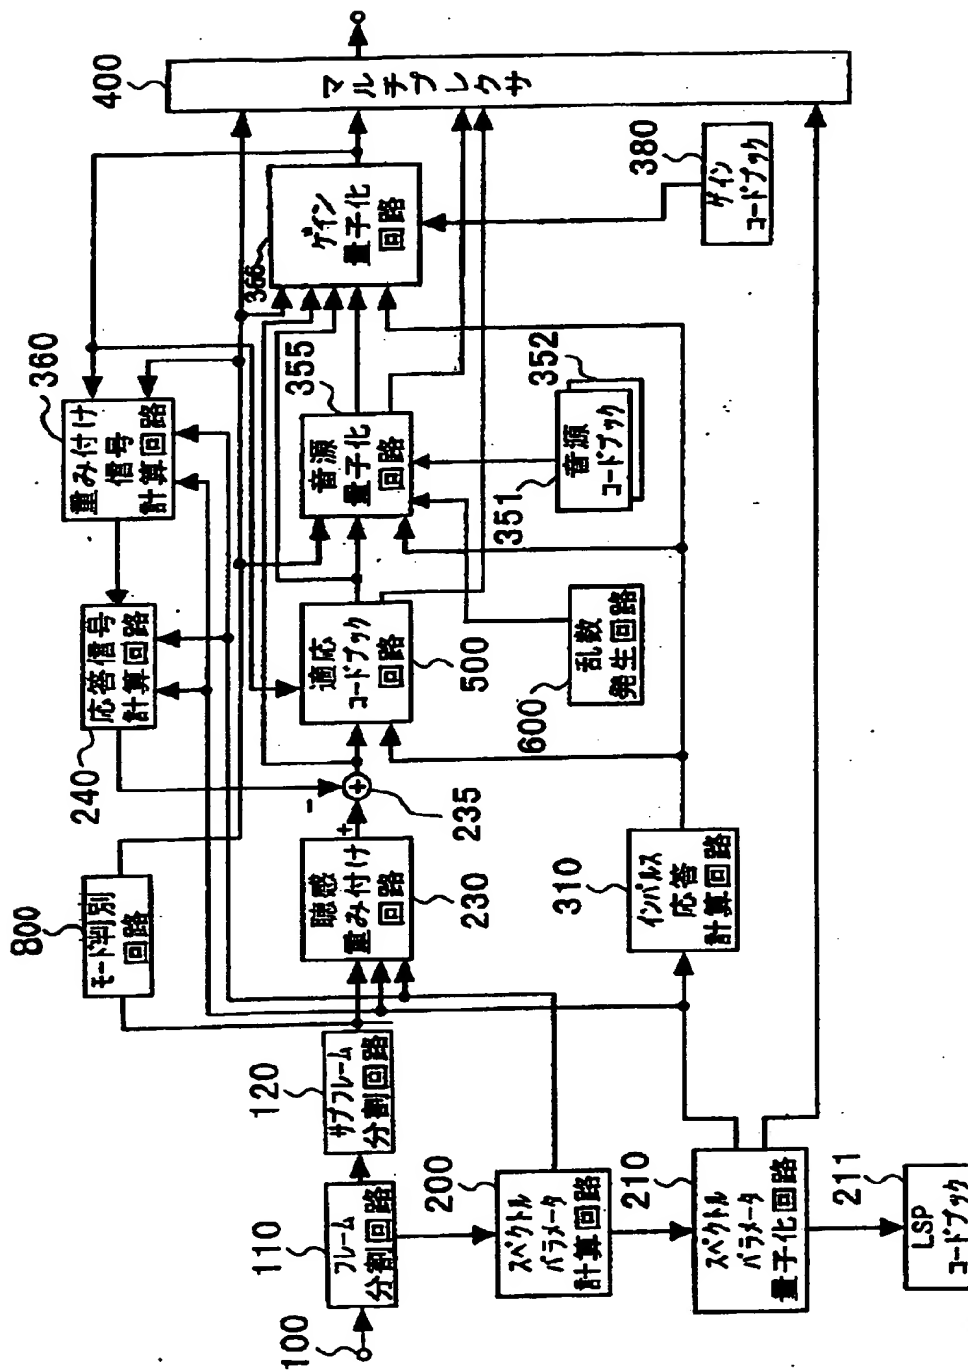 100
110
フレーム
分割回路
120
サブフレーム
分割回路
800
モード判別
回路
200
スペクトル
パラメータ
計算回路
210
スペクトル
パラメータ
量子化回路
211
LSP
コードブック
230
聴感
重み付け
回路
+
-
235
240
応答信号
計算回路
310
インパルス
応答
計算回路
500
適応
コードブック
回路
600
乱数
発生回路
360
重み付け
信号
計算回路
355
音源
量子化
回路
351
352
音源
コードブック
366
ゲイン
量子化
回路
380
ゲイン
コードブック
400
マルチプレクサ